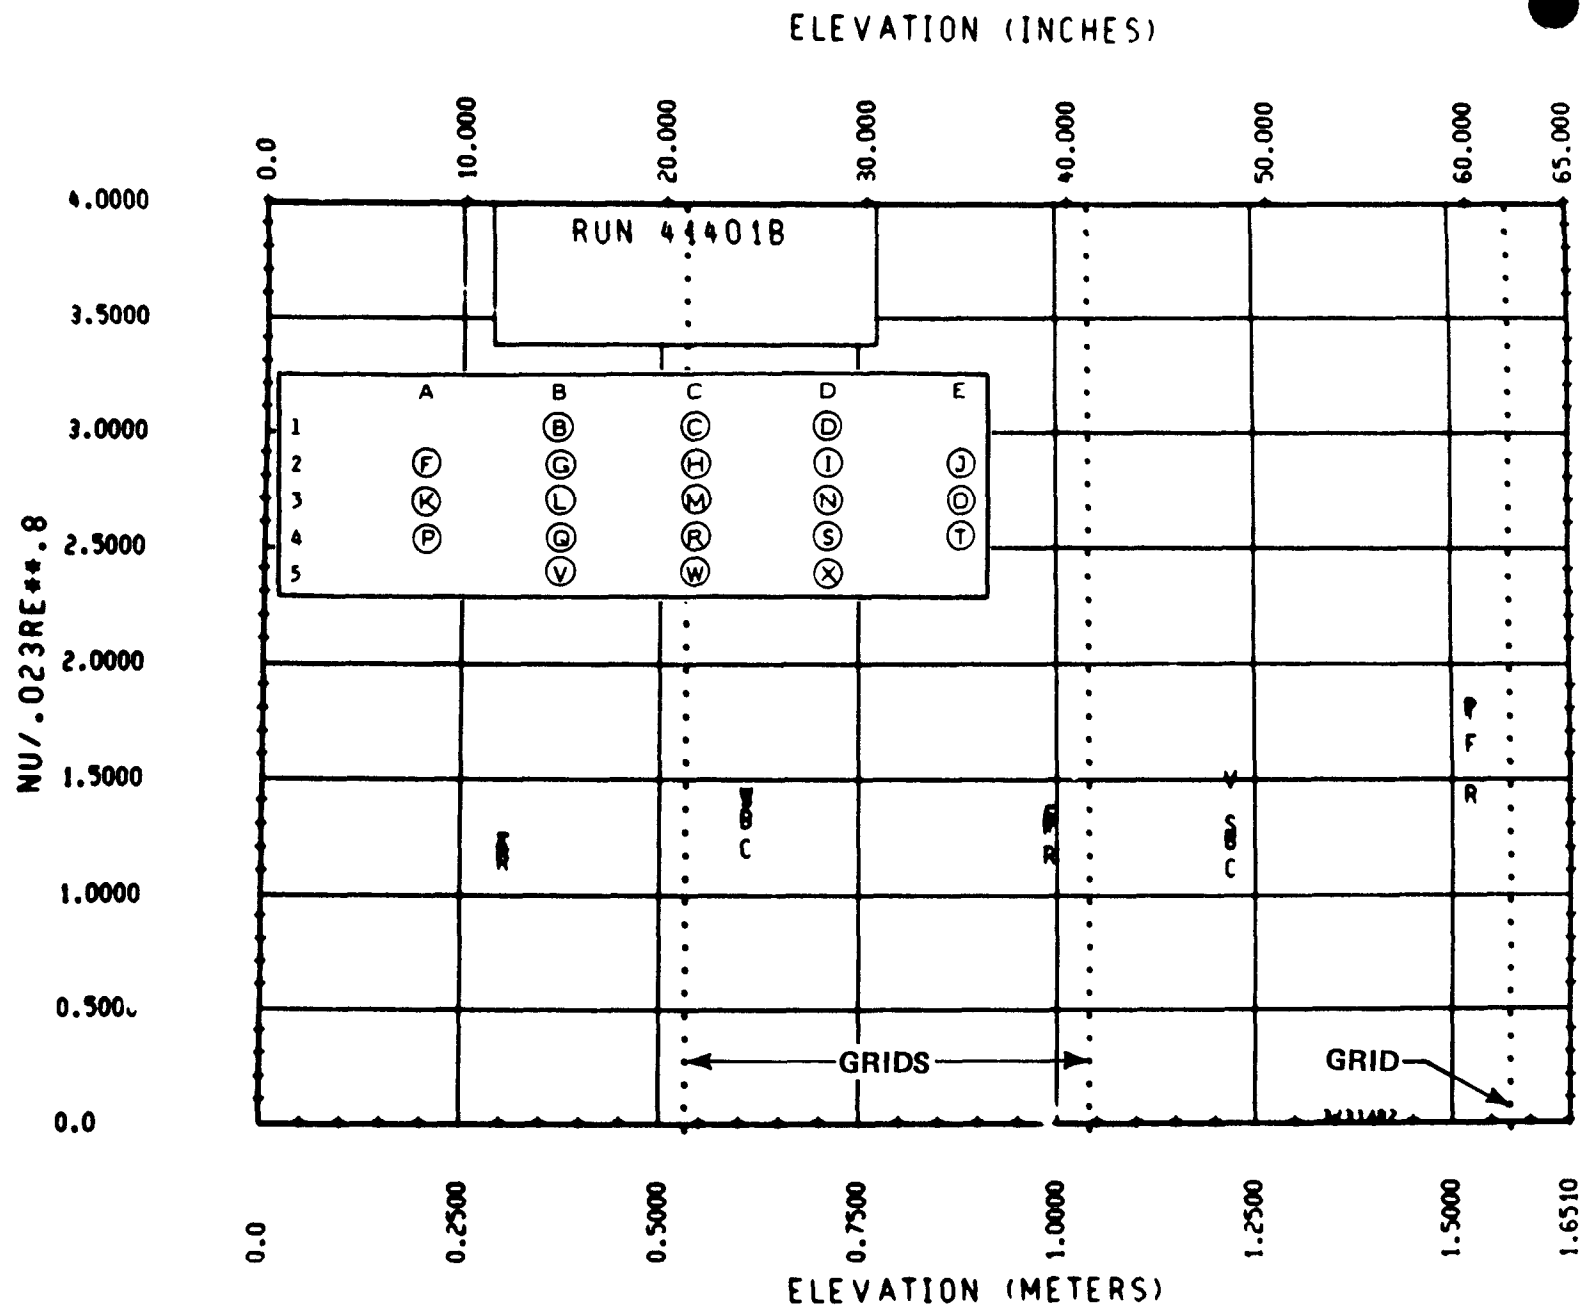 ELEVATION (INCHES)
0.0 10.000 20.000 30.000 40.000 50.000 60.000 65.000
4.0000
RUN 41401B
3.5000
A B C D E
1 B C D
3.0000
2 F G H I J
3 K L M N O
4 P Q R S T
2.5000
5 V W X
NU/.023RE**.8
2.0000
P
F
1.5000
V
R
S
C
R
C
1.0000
0.500
GRIDS
GRID
0.0
0.0 0.2500 0.5000 0.7500 1.0000 1.2500 1.5000 1.6510
ELEVATION (METERS)